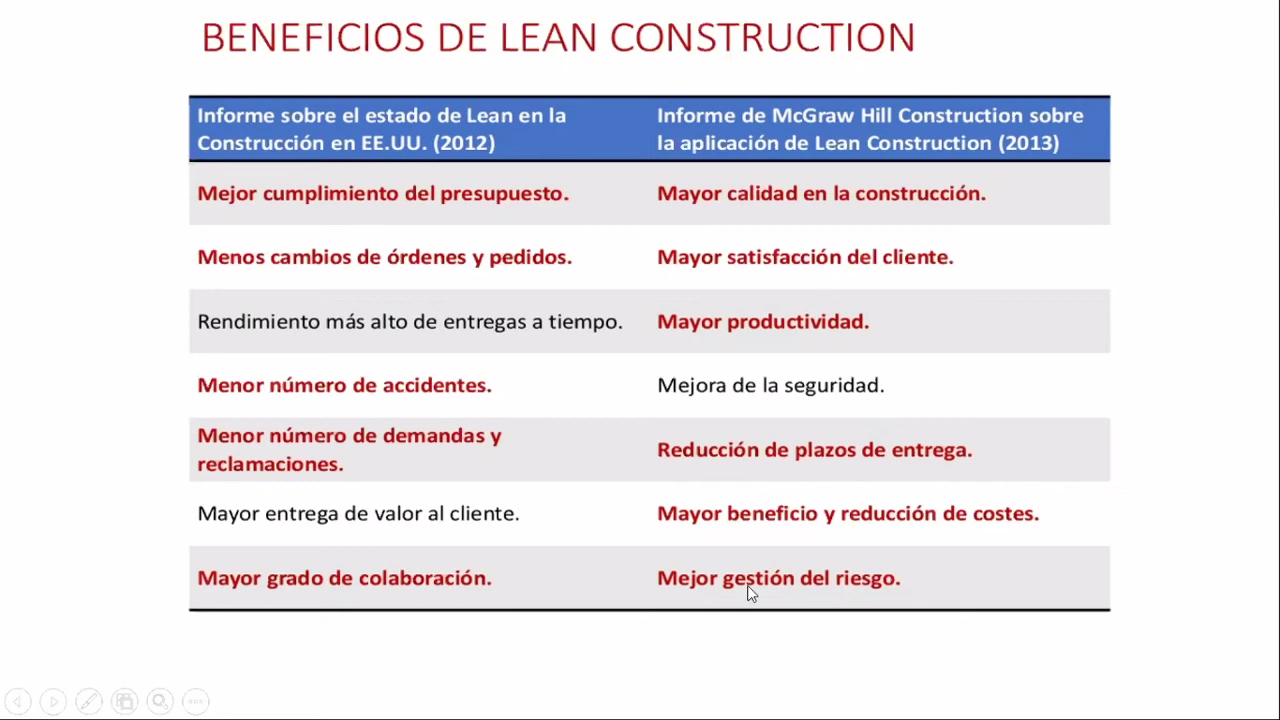 BENEFICIOS DE LEAN CONSTRUCTION
Informe sobre el estado de Lean en la
Construcción en EE.UU. (2012)
Informe de McGraw Hill Construction sobre
la aplicación de Lean Construction (2013)
Mejor cumplimiento del presupuesto.
Mayor calidad en la construcción.
Menos cambios de órdenes y pedidos.
Mayor satisfacción del cliente.
Rendimiento más alto de entregas a tiempo.
Mayor productividad.
Menor número de accidentes.
Mejora de la seguridad.
Menor número de demandas y
reclamaciones.
Reducción de plazos de entrega.
Mayor entrega de valor al cliente.
Mayor beneficio y reducción de costes.
Mayor grado de colaboración.
Mejor gestión del riesgo.